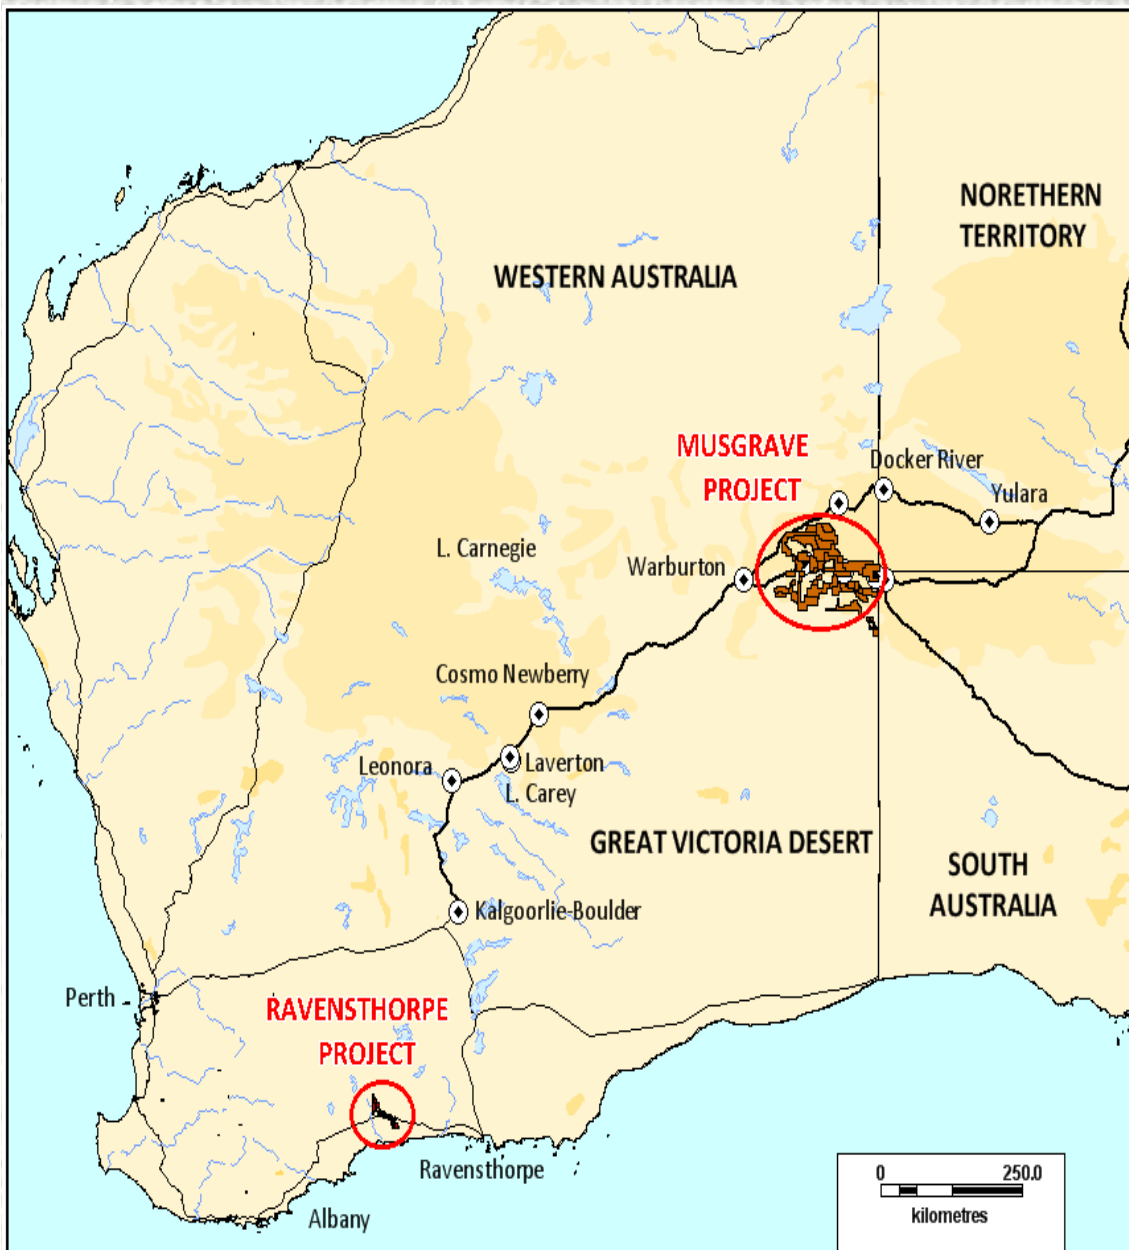 NORETHERN
TERRITORY
WESTERN AUSTRALIA
MUSGRAVE
PROJECT
Docker River
Yulara
L. Carnegie
Warburton
Cosmo Newberry
Leonora
Laverton
L. Carey
GREAT VICTORIA DESERT
SOUTH
AUSTRALIA
Kalgoorlie-Boulder
Perth
RAVENSTHORPE
PROJECT
Ravensthorpe
Albany
0 250.0
kilometres